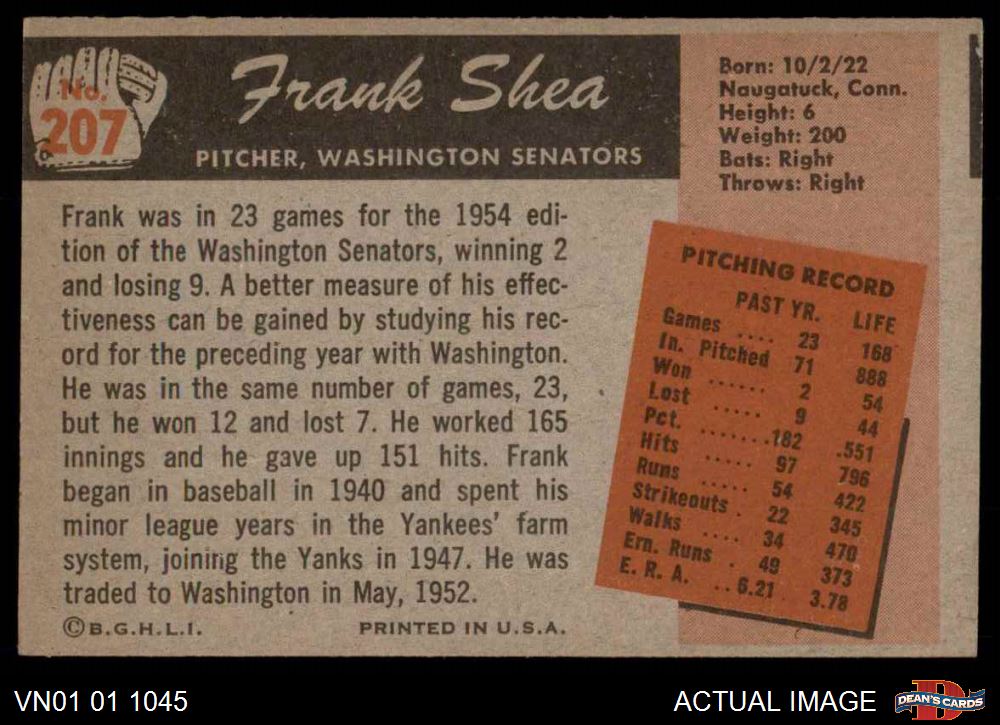 No.
207
Frank Shea
PITCHER, WASHINGTON SENATORS
Born: 10/2/22
Naugatuck, Conn.
Height: 6
Weight: 200
Bats: Right
Throws: Right
Frank was in 23 games for the 1954 edi-
tion of the Washington Senators, winning 2
and losing 9. A better measure of his effec-
tiveness can be gained by studying his rec-
ord for the preceding year with Washington.
He was in the same number of games, 23,
but he won 12 and lost 7. He worked 165
innings and he gave up 151 hits. Frank
began in baseball in 1940 and spent his
minor league years in the Yankees' farm
system, joining the Yanks in 1947. He was
traded to Washington in May, 1952.
©B.G.H.L.I. PRINTED IN U.S.A.
PITCHING RECORD
PAST YR. LIFE
Games .... 23 168
In. Pitched 71 888
Won ...... 2 54
Lost ..... 9 44
Pct. ....... .182 .551
Hits ..... 97 796
Runs ..... 54 422
Strikeouts . 22 345
Walks .... 34 470
Ern. Runs . 49 373
E. R. A. .. 6.21 3.78
VN01 01 1045
ACTUAL IMAGE
D
DEAN'S CARDS